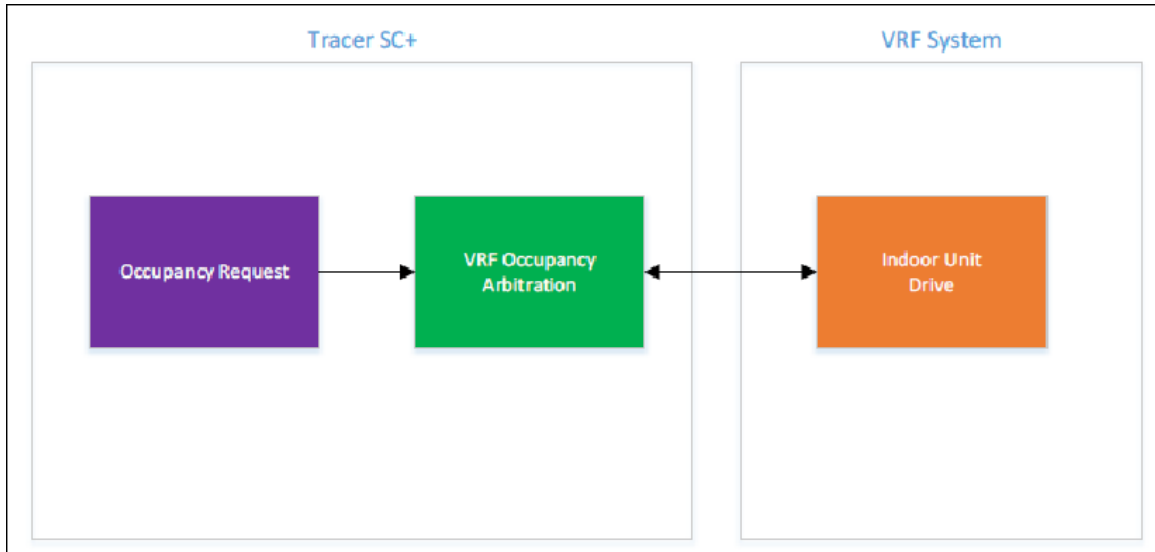 Tracer SC+
VRF System
Occupancy Request
VRF Occupancy
Arbitration
Indoor Unit
Drive